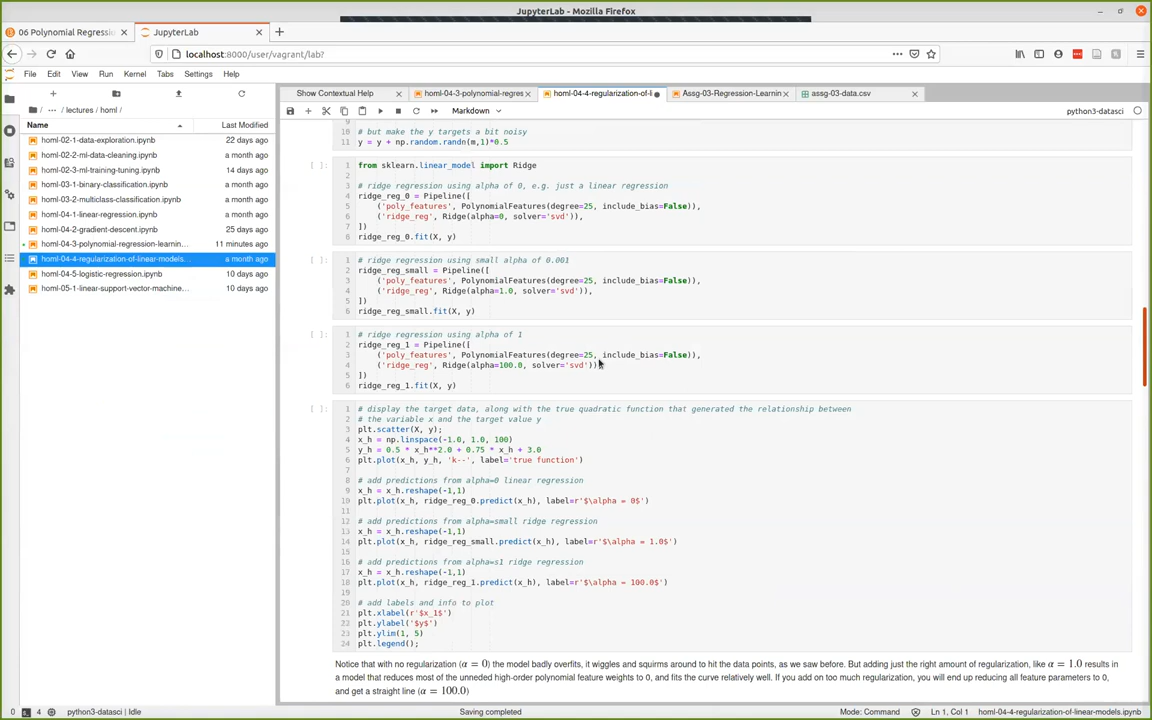 JupyterLab - Mozilla Firefox
06 Polynomial Regressi
JupyterLab
localhost:8000/user/vagrant/lab?
File Edit View Run Kernel Tabs Settings Help
/ ··· / lectures / homl /
Name Last Modified
homl-02-1-data-exploration.ipynb 22 days ago
homl-02-2-ml-data-cleaning.ipynb a month ago
homl-02-3-ml-training-tuning.ipynb 14 days ago
homl-03-1-binary-classification.ipynb a month ago
homl-03-2-multiclass-classification.ipynb a month ago
homl-04-1-linear-regression.ipynb a month ago
homl-04-2-gradient-descent.ipynb 25 days ago
homl-04-3-polynomial-regression-learnin... 11 minutes ago
homl-04-4-regularization-of-linear-models... a month ago
homl-04-5-logistic-regression.ipynb 10 days ago
homl-05-1-linear-support-vector-machine... 10 days ago
Show Contextual Help
homl-04-3-polynomial-regres
homl-04-4-regularization-of-l
Assg-03-Regression-Learnin
assg-03-data.csv
Markdown
python3-datasci
9
10 # but make the y targets a bit noisy
11 y = y + np.random.randn(m,1)*0.5
[ ]:
1 from sklearn.linear_model import Ridge
2
3 # ridge regression using alpha of 0, e.g. just a linear regression
4 ridge_reg_0 = Pipeline([
5 ('poly_features', PolynomialFeatures(degree=25, include_bias=False)),
6 ('ridge_reg', Ridge(alpha=0, solver='svd')),
7 ])
8 ridge_reg_0.fit(X, y)
[ ]:
1 # ridge regression using small alpha of 0.001
2 ridge_reg_small = Pipeline([
3 ('poly_features', PolynomialFeatures(degree=25, include_bias=False)),
4 ('ridge_reg', Ridge(alpha=1.0, solver='svd')),
5 ])
6 ridge_reg_small.fit(X, y)
[ ]:
1 # ridge regression using alpha of 1
2 ridge_reg_1 = Pipeline([
3 ('poly_features', PolynomialFeatures(degree=25, include_bias=False)),
4 ('ridge_reg', Ridge(alpha=100.0, solver='svd'))
5 ])
6 ridge_reg_1.fit(X, y)
[ ]:
1 # display the target data, along with the true quadratic function that generated the relationship between
2 # the variable x and the target value y
3 plt.scatter(X, y);
4 x_h = np.linspace(-1.0, 1.0, 100)
5 y_h = 0.5 * x_h**2.0 + 0.75 * x_h + 3.0
6 plt.plot(x_h, y_h, 'k--', label='true function')
7
8 # add predictions from alpha=0 linear regression
9 x_h = x_h.reshape(-1,1)
10 plt.plot(x_h, ridge_reg_0.predict(x_h), label=r'$\alpha = 0$')
11
12 # add predictions from alpha=small ridge regression
13 x_h = x_h.reshape(-1,1)
14 plt.plot(x_h, ridge_reg_small.predict(x_h), label=r'$\alpha = 1.0$')
15
16 # add predictions from alpha=s1 ridge regression
17 x_h = x_h.reshape(-1,1)
18 plt.plot(x_h, ridge_reg_1.predict(x_h), label=r'$\alpha = 100.0$')
19
20 # add labels and info to plot
21 plt.xlabel(r'$x_1$')
22 plt.ylabel('$y$')
23 plt.ylim(1, 5)
24 plt.legend();
Notice that with no regularization (α = 0) the model badly overfits, it wiggles and squirms around to hit the data points, as we saw before. But adding just the right amount of regularization, like α = 1.0 results in
a model that reduces most of the unneded high-order polynomial feature weights to 0, and fits the curve relatively well. If you add on too much regularization, you will end up reducing all feature parameters to 0,
and get a straight line (α = 100.0)
0 4 python3-datasci | Idle
Saving completed
Mode: Command
Ln 1, Col 1
homl-04-4-regularization-of-linear-models.ipynb